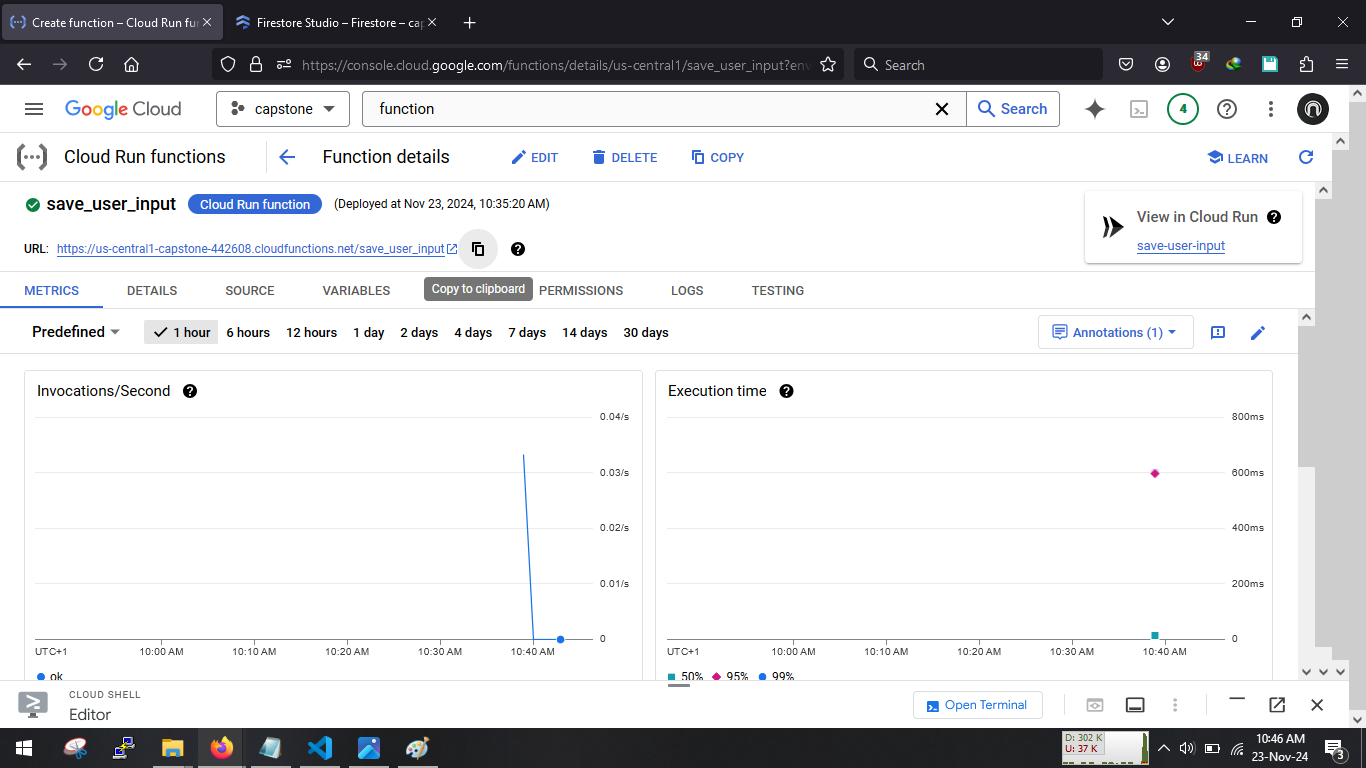 Create function – Cloud Run fu
Firestore Studio – Firestore – cap
https://console.cloud.google.com/functions/details/us-central1/save_user_input?env
Search
34
Google Cloud
capstone
function
Search
4
Cloud Run functions
Function details
EDIT
DELETE
COPY
LEARN
save_user_input
Cloud Run function
(Deployed at Nov 23, 2024, 10:35:20 AM)
View in Cloud Run
save-user-input
URL:
https://us-central1-capstone-442608.cloudfunctions.net/save_user_input
Copy to clipboard
METRICS
DETAILS
SOURCE
VARIABLES
PERMISSIONS
LOGS
TESTING
Predefined
1 hour
6 hours
12 hours
1 day
2 days
4 days
7 days
14 days
30 days
Annotations (1)
Invocations/Second
0.04/s
0.03/s
0.02/s
0.01/s
0
UTC+1
10:00 AM
10:10 AM
10:20 AM
10:30 AM
10:40 AM
ok
Execution time
800ms
600ms
400ms
200ms
0
UTC+1
10:00 AM
10:10 AM
10:20 AM
10:30 AM
10:40 AM
50%
95%
99%
CLOUD SHELL
Editor
Open Terminal
D: 302 K
U: 37 K
10:46 AM
23-Nov-24
3